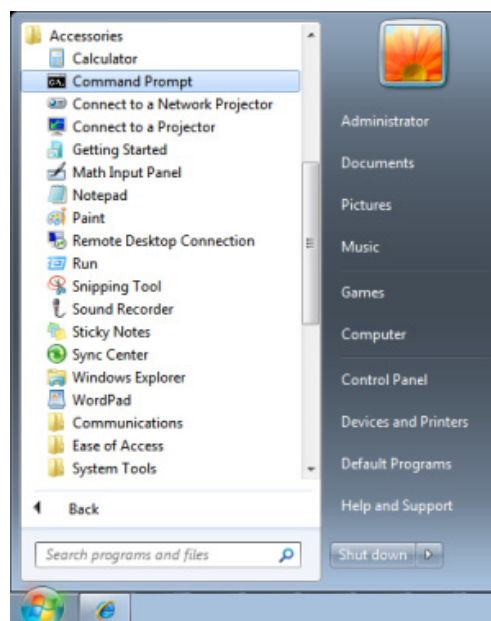 Accessories
Calculator
Command Prompt
Connect to a Network Projector
Connect to a Projector
Getting Started
Math Input Panel
Notepad
Paint
Remote Desktop Connection
Run
Snipping Tool
Sound Recorder
Sticky Notes
Sync Center
Windows Explorer
WordPad
Communications
Ease of Access
System Tools
Back
Search programs and files
Administrator
Documents
Pictures
Music
Games
Computer
Control Panel
Devices and Printers
Default Programs
Help and Support
Shut down